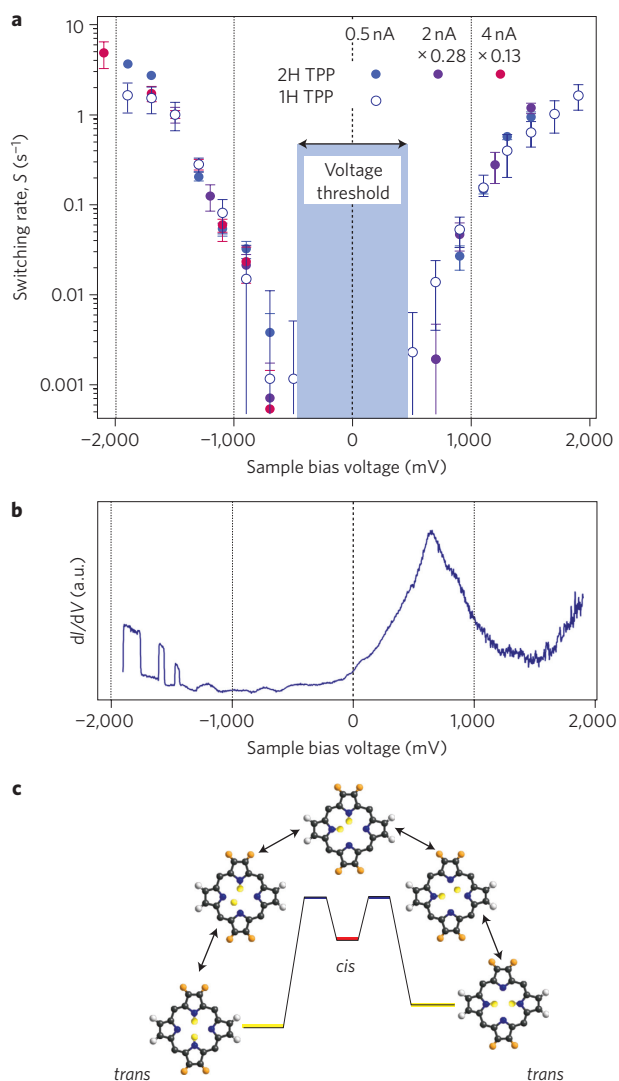 a
0.5 nA 2 nA 4 nA
× 0.28 × 0.13
2H TPP
1H TPP
Voltage
threshold
Switching rate, S (s⁻¹)
10
1
0.1
0.01
0.001
−2,000 −1,000 0 1,000 2,000
Sample bias voltage (mV)
b
dI/dV (a.u.)
−2,000 −1,000 0 1,000 2,000
Sample bias voltage (mV)
c
cis
trans trans